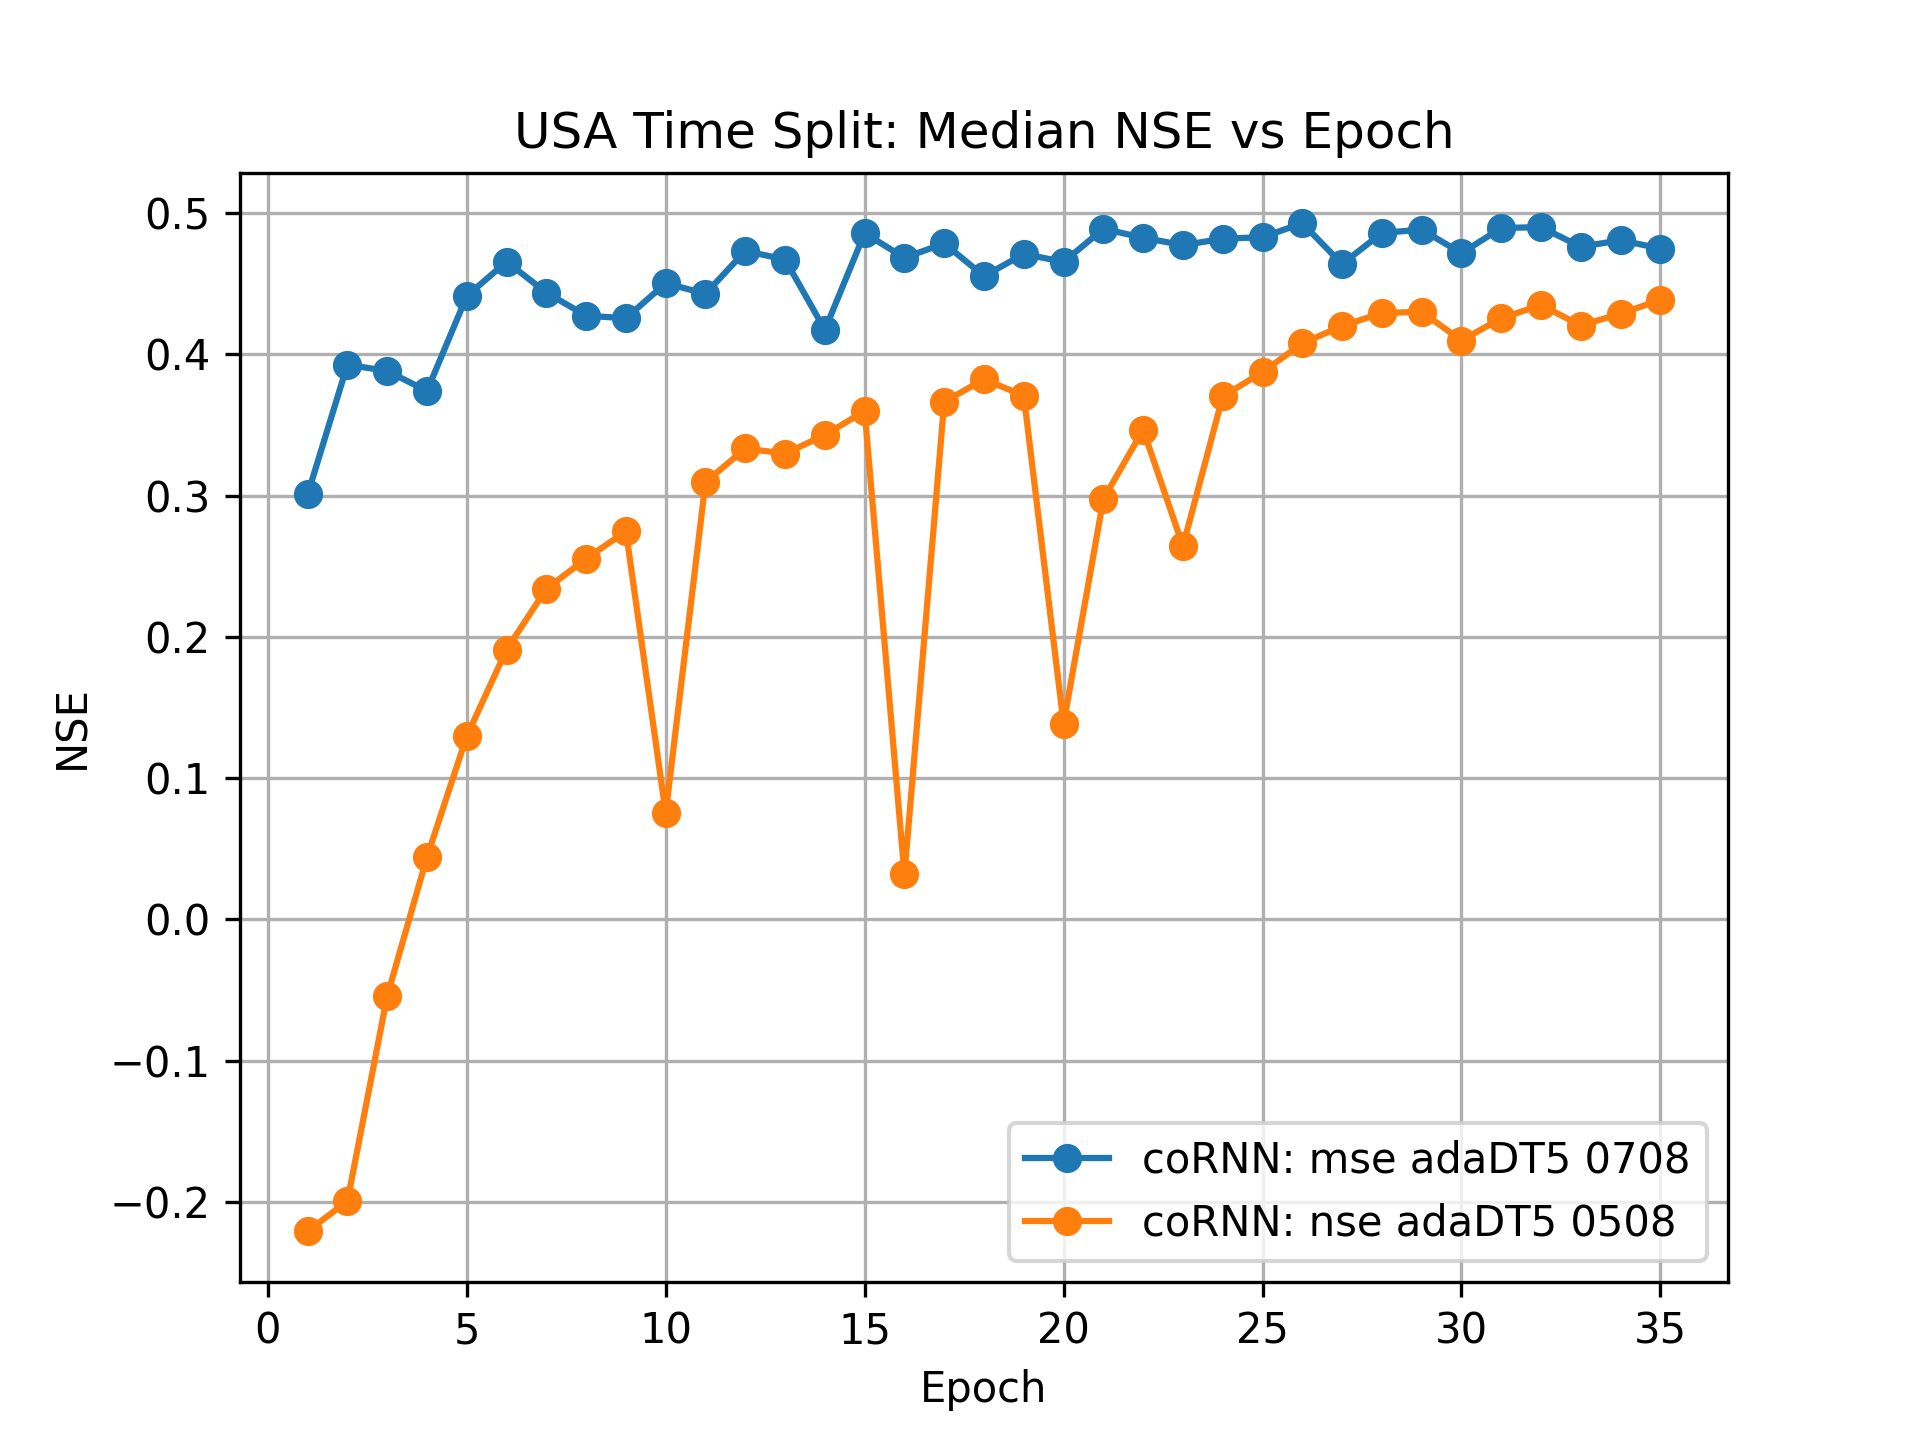 USA Time Split: Median NSE vs Epoch
0.5
0.4
0.3
0.2
0.1
0.0
−0.1
−0.2
NSE
0 5 10 15 20 25 30 35
Epoch
coRNN: mse adaDT5 0708
coRNN: nse adaDT5 0508